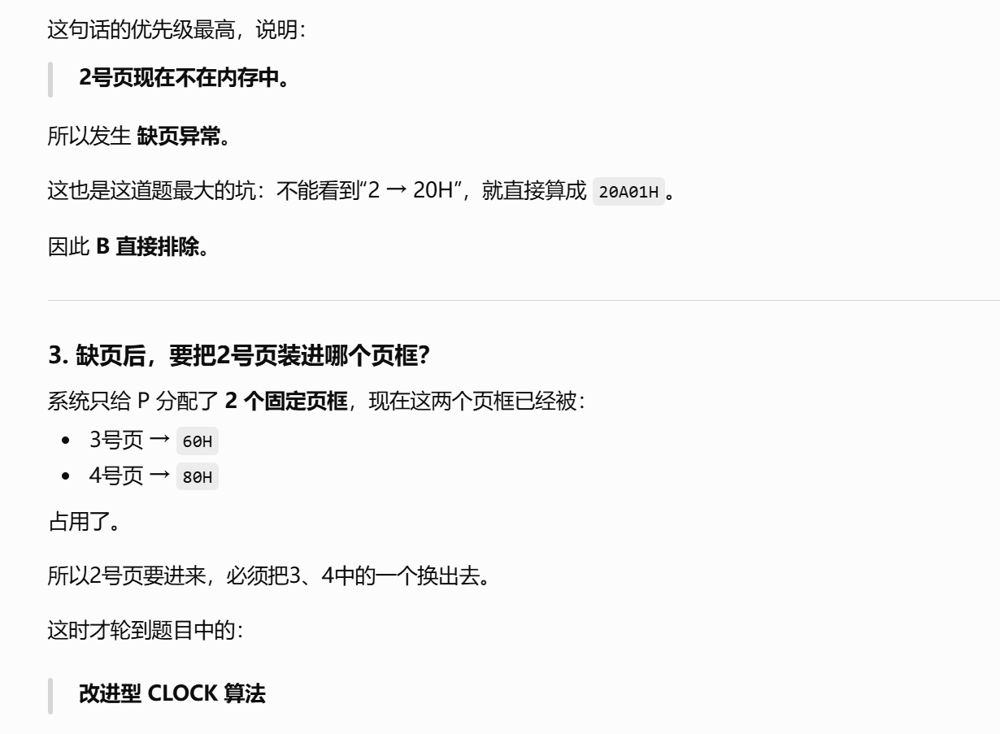 这句话的优先级最高，说明：
2号页现在不在内存中。
所以发生 缺页异常。
这也是这道题最大的坑：不能看到“2 → 20H”，就直接算成 20A01H 。
因此 B 直接排除。
3. 缺页后，要把2号页装进哪个页框？
系统只给 P 分配了 2 个固定页框，现在这两个页框已经被：
• 3号页 → 60H
• 4号页 → 80H
占用了。
所以2号页要进来，必须把3、4中的一个换出去。
这时才轮到题目中的：
改进型 CLOCK 算法